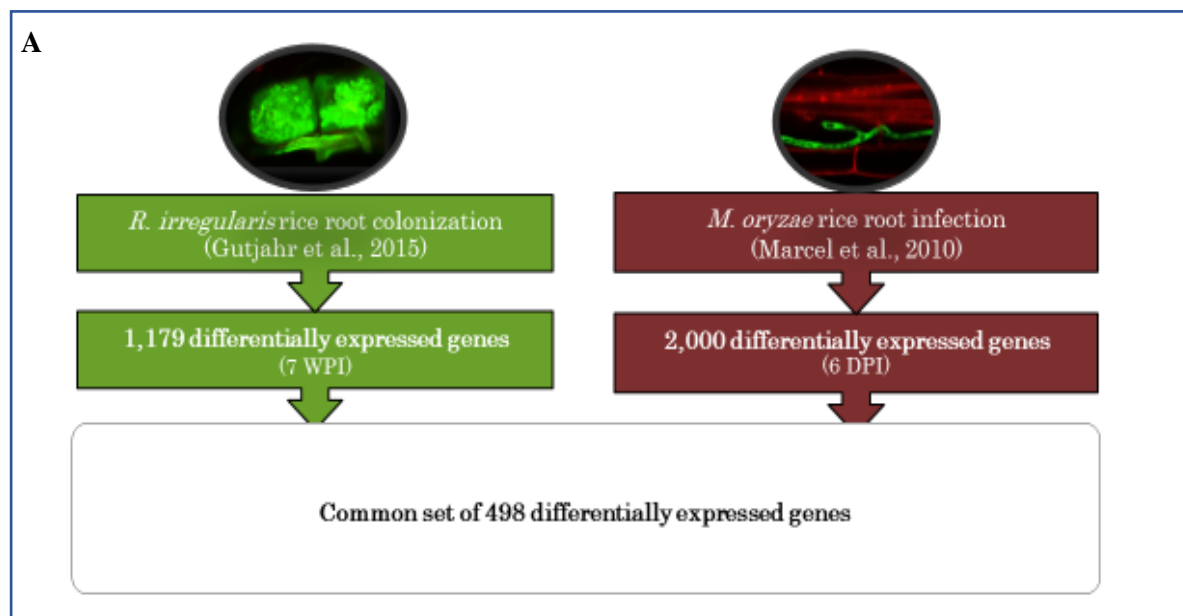 A
R. irregularis rice root colonization
(Gutjahr et al., 2015)
M. oryzae rice root infection
(Marcel et al., 2010)
1,179 differentially expressed genes
(7 WPI)
2,000 differentially expressed genes
(6 DPI)
Common set of 498 differentially expressed genes